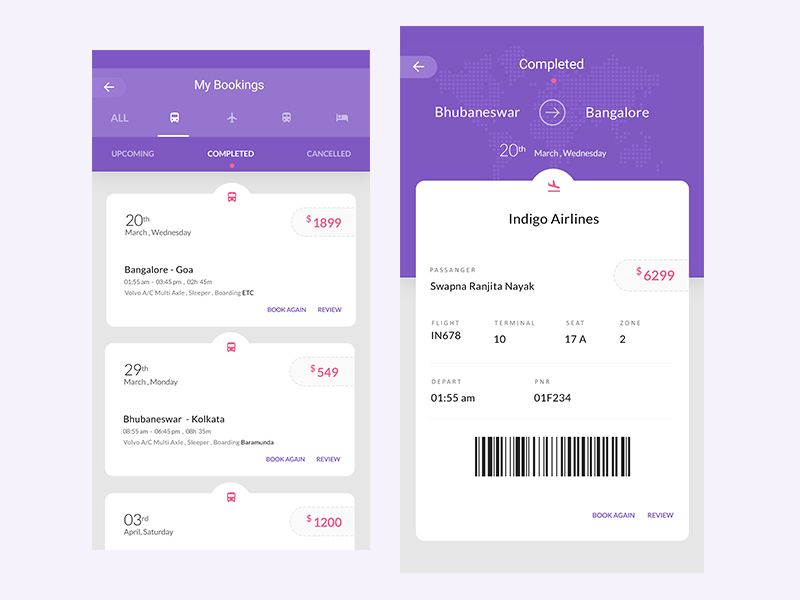 My Bookings
ALL
UPCOMING COMPLETED CANCELLED
20th
March , Wednesday
$ 1899
Bangalore - Goa
01:55 am - 03:45 pm , 02h 45m
Volvo A/C Multi Axle , Sleeper , Boarding ETC
BOOK AGAIN REVIEW
29th
March , Monday
$ 549
Bhubaneswar - Kolkata
08:55 am - 06:45 pm , 08h 35m
Volvo A/C Multi Axle , Sleeper , Boarding Baramunda
BOOK AGAIN REVIEW
03rd
April, Saturday
$ 1200
Completed
Bhubaneswar Bangalore
20th March , Wednesday
Indigo Airlines
PASSANGER
Swapna Ranjita Nayak
$ 6299
FLIGHT TERMINAL SEAT ZONE
IN678 10 17 A 2
DEPART PNR
01:55 am 01F234
BOOK AGAIN REVIEW